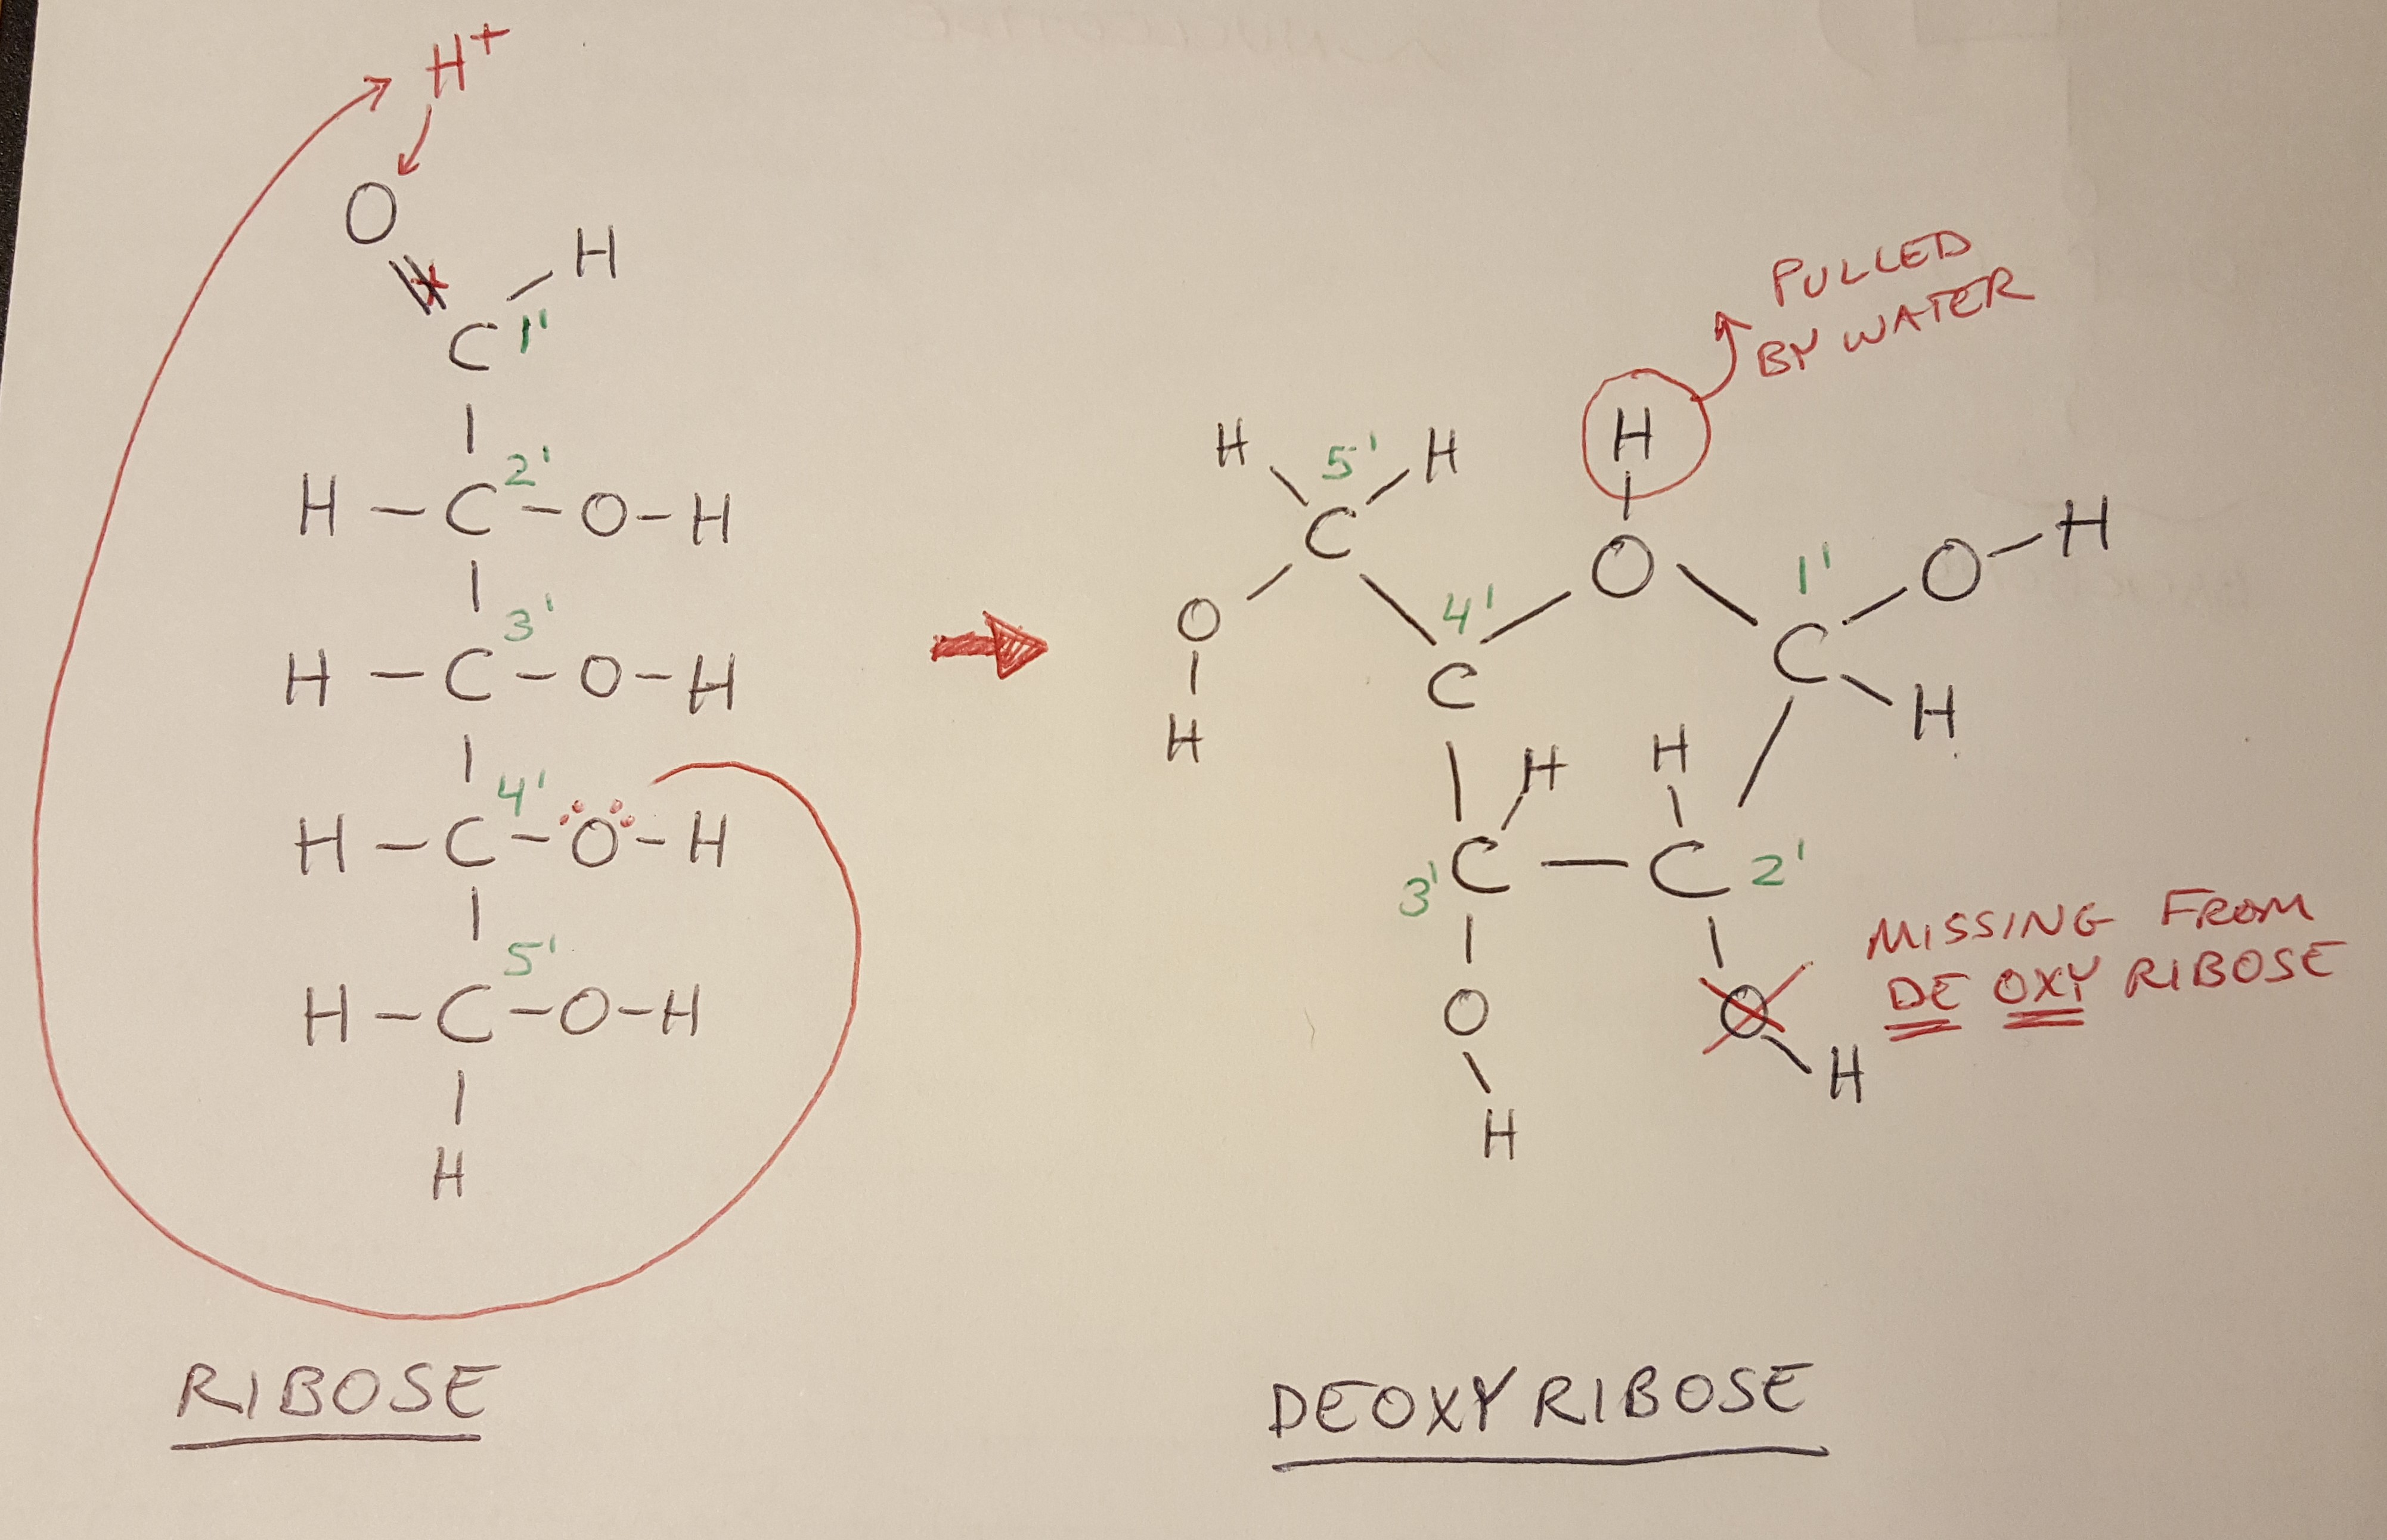 H+
O
H
C 1'
2'
H - C - O - H
3'
H - C - O - H
4'
H - C - O - H
5'
H - C - O - H
H
RIBOSE
PULLED
BY WATER
H
H 5' H
C
O
H
O
1'
O - H
4'
C
C
H
H
H
3' C - C 2'
O
H
O
H
MISSING FROM
DE OXY RIBOSE
DEOXYRIBOSE